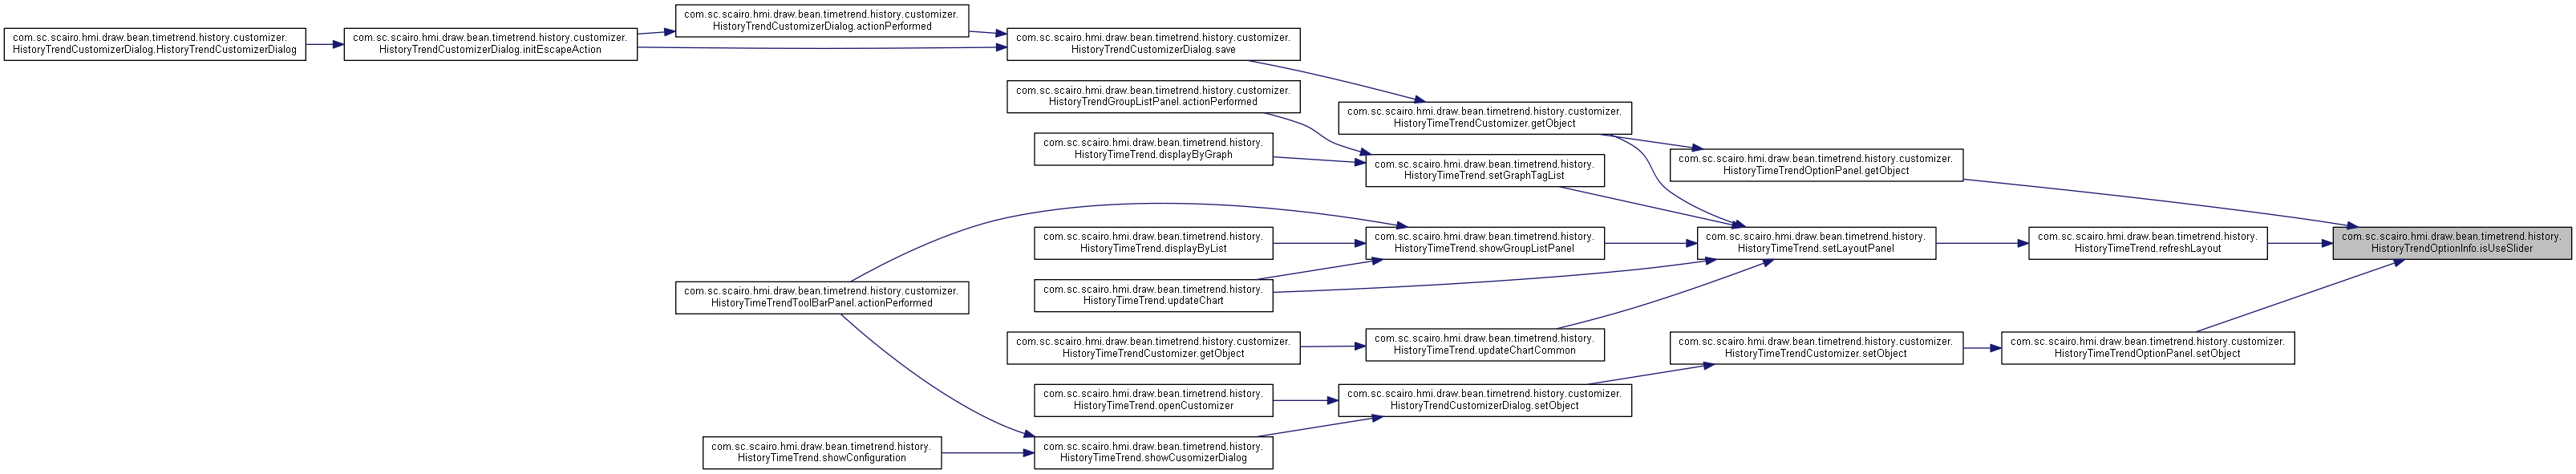 com.sc.scairo.hmi.draw.bean.timetrend.history.customizer.
HistoryTrendCustomizerDialog.HistoryTrendCustomizerDialog
com.sc.scairo.hmi.draw.bean.timetrend.history.customizer.
HistoryTrendCustomizerDialog.initEscapeAction
com.sc.scairo.hmi.draw.bean.timetrend.history.customizer.
HistoryTrendCustomizerDialog.actionPerformed
com.sc.scairo.hmi.draw.bean.timetrend.history.customizer.
HistoryTrendCustomizerDialog.save
com.sc.scairo.hmi.draw.bean.timetrend.history.customizer.
HistoryTrendGroupListPanel.actionPerformed
com.sc.scairo.hmi.draw.bean.timetrend.history.customizer.
HistoryTimeTrendCustomizer.getObject
com.sc.scairo.hmi.draw.bean.timetrend.history.
HistoryTimeTrend.displayByGraph
com.sc.scairo.hmi.draw.bean.timetrend.history.
HistoryTimeTrend.setGraphTagList
com.sc.scairo.hmi.draw.bean.timetrend.history.customizer.
HistoryTimeTrendOptionPanel.getObject
com.sc.scairo.hmi.draw.bean.timetrend.history.
HistoryTimeTrend.displayByList
com.sc.scairo.hmi.draw.bean.timetrend.history.
HistoryTimeTrend.showGroupListPanel
com.sc.scairo.hmi.draw.bean.timetrend.history.
HistoryTimeTrend.setLayoutPanel
com.sc.scairo.hmi.draw.bean.timetrend.history.
HistoryTimeTrend.refreshLayout
com.sc.scairo.hmi.draw.bean.timetrend.history.
HistoryTrendOptionInfo.isUseSlider
com.sc.scairo.hmi.draw.bean.timetrend.history.customizer.
HistoryTimeTrendToolBarPanel.actionPerformed
com.sc.scairo.hmi.draw.bean.timetrend.history.
HistoryTimeTrend.updateChart
com.sc.scairo.hmi.draw.bean.timetrend.history.customizer.
HistoryTimeTrendCustomizer.getObject
com.sc.scairo.hmi.draw.bean.timetrend.history.
HistoryTimeTrend.updateChartCommon
com.sc.scairo.hmi.draw.bean.timetrend.history.customizer.
HistoryTimeTrendCustomizer.setObject
com.sc.scairo.hmi.draw.bean.timetrend.history.customizer.
HistoryTimeTrendOptionPanel.setObject
com.sc.scairo.hmi.draw.bean.timetrend.history.
HistoryTimeTrend.openCustomizer
com.sc.scairo.hmi.draw.bean.timetrend.history.customizer.
HistoryTrendCustomizerDialog.setObject
com.sc.scairo.hmi.draw.bean.timetrend.history.
HistoryTimeTrend.showConfiguration
com.sc.scairo.hmi.draw.bean.timetrend.history.
HistoryTimeTrend.showCusomizerDialog